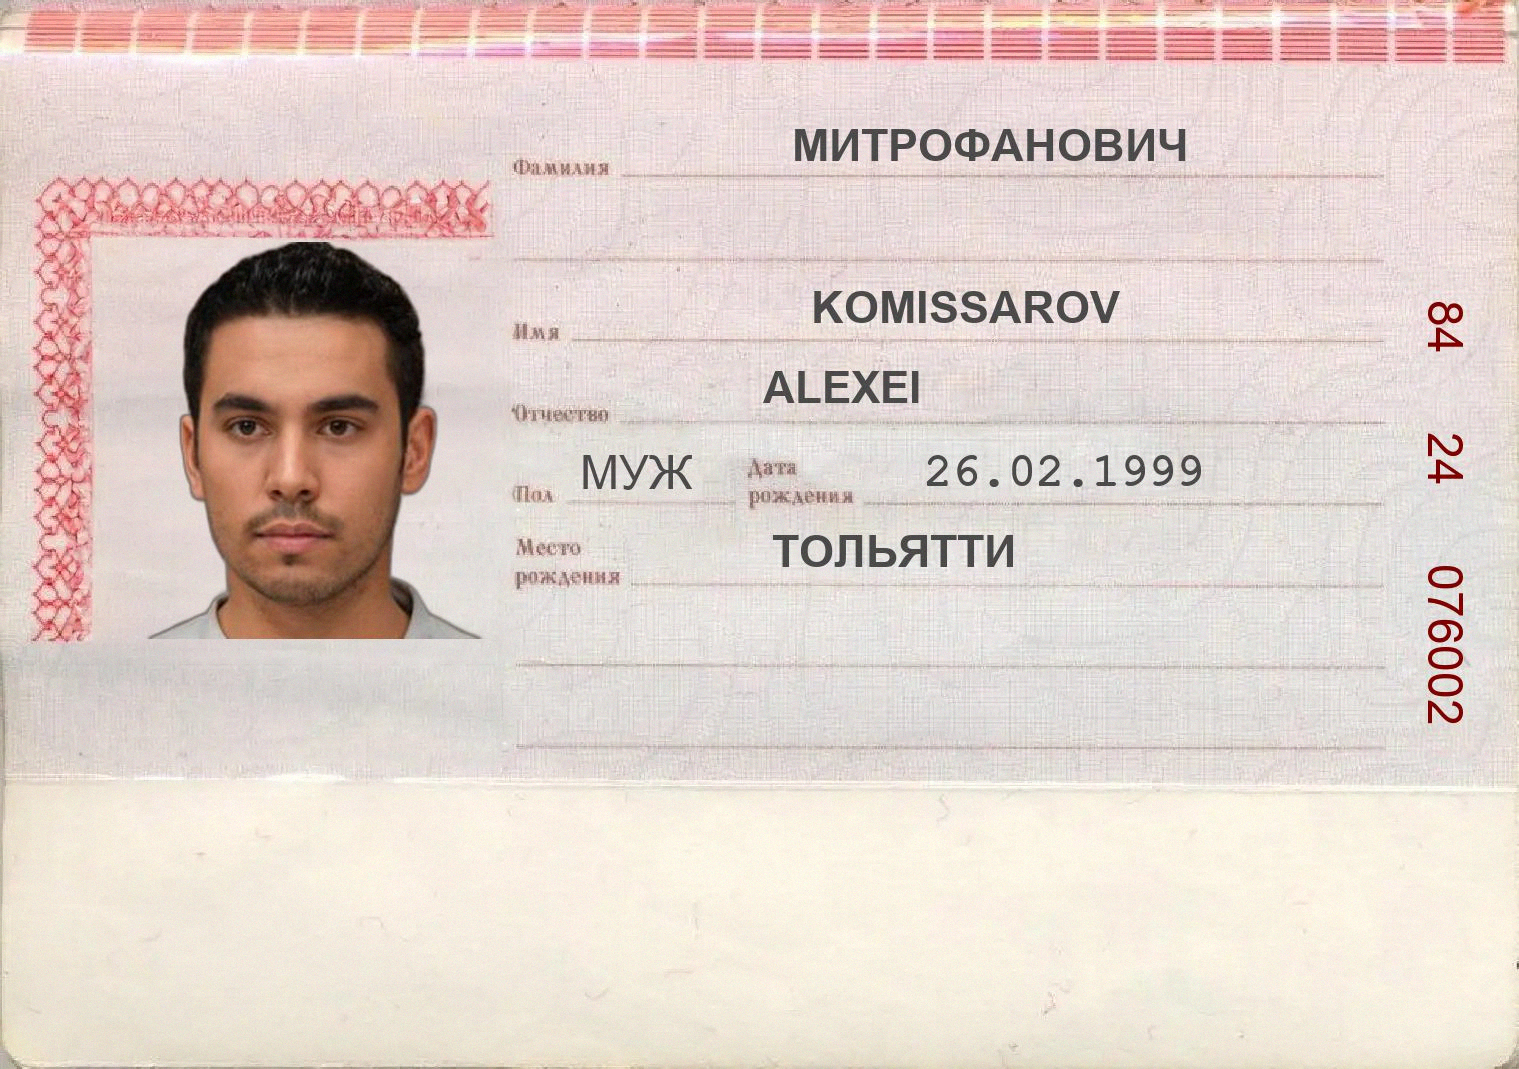 Фамилия МИТРОФАНОВИЧ
Имя KOMISSAROV
Отчество ALEXEI
Пол МУЖ Дата рождения 26.02.1999
Место рождения ТОЛЬЯТТИ
84 24 076002